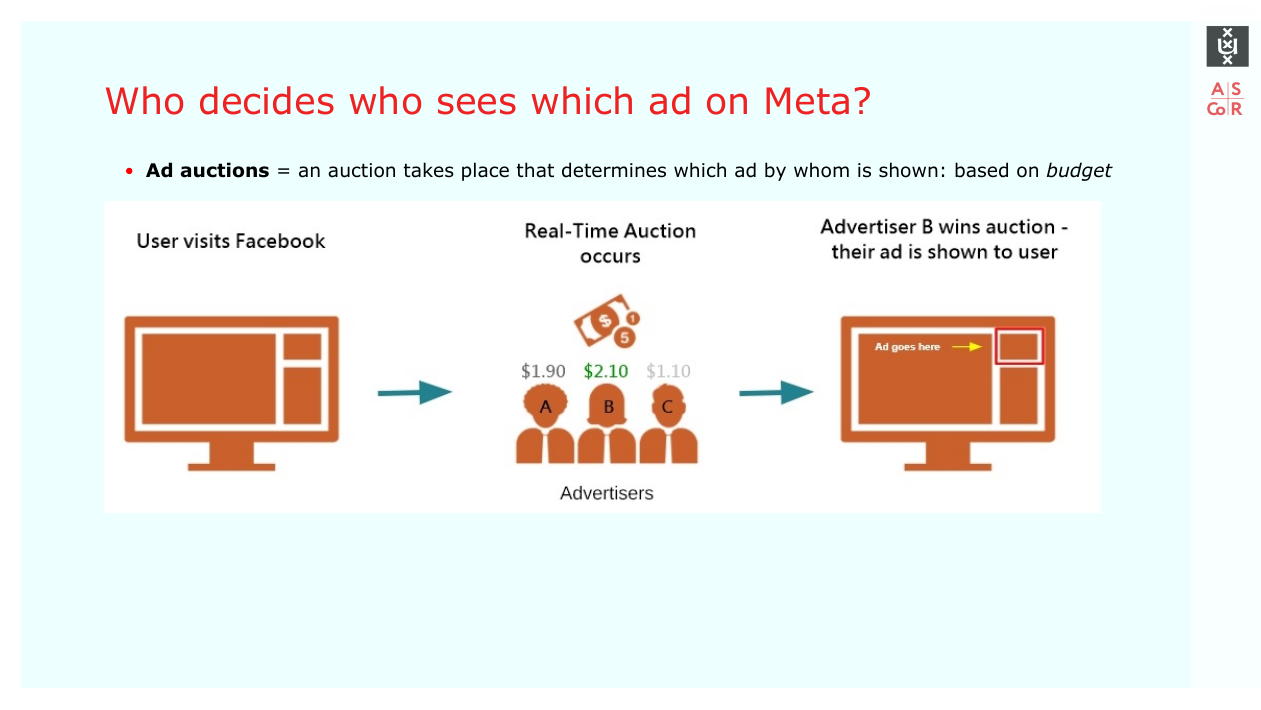 Who decides who sees which ad on Meta?
• Ad auctions = an auction takes place that determines which ad by whom is shown: based on budget
User visits Facebook
Real-Time Auction
occurs
Advertiser B wins auction -
their ad is shown to user
$ 1
5
$1.90 $2.10 $1.10
A B C
Advertisers
Ad goes here
X
U
X
X
A S
Co R